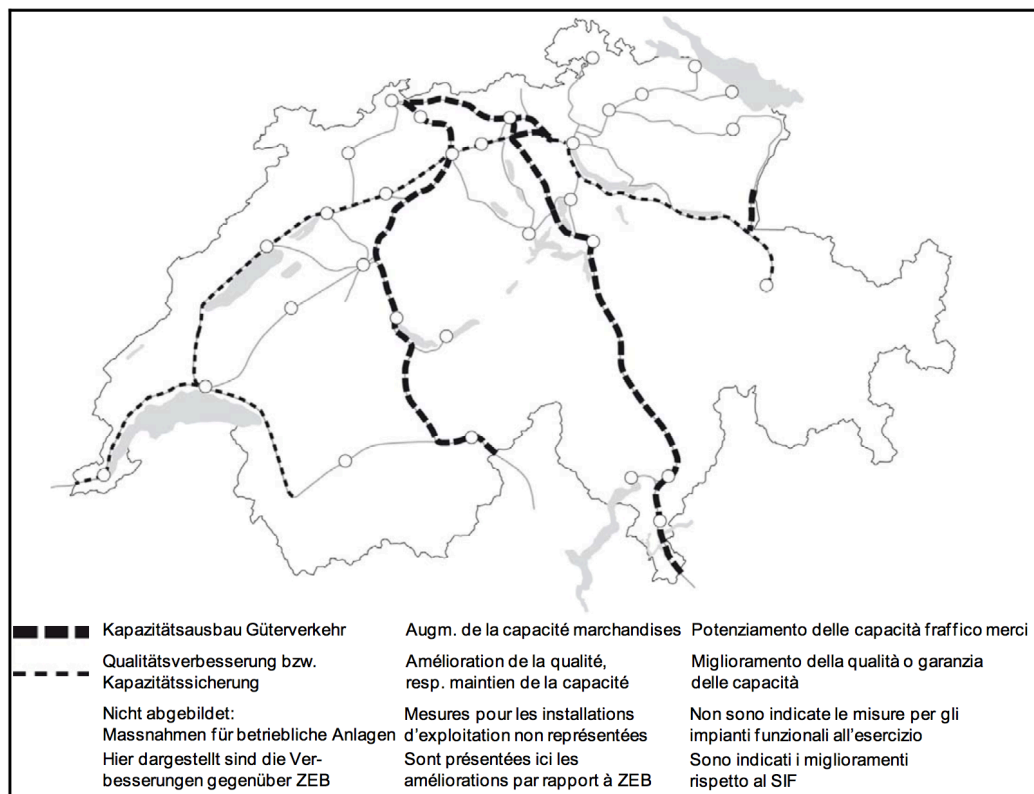 Kapazitätsausbau Güterverkehr
Augm. de la capacité marchandises
Potenziamento delle capacità fraffico merci
Qualitätsverbesserung bzw.
Kapazitätssicherung
Amélioration de la qualité,
resp. maintien de la capacité
Miglioramento della qualità o garanzia
delle capacità
Nicht abgebildet:
Massnahmen für betriebliche Anlagen
Mesures pour les installations
d'exploitation non représentées
Non sono indicate le misure per gli
impianti funzionali all'esercizio
Hier dargestellt sind die Ver-
besserungen gegenüber ZEB
Sont présentées ici les
améliorations par rapport à ZEB
Sono indicati i miglioramenti
rispetto al SIF